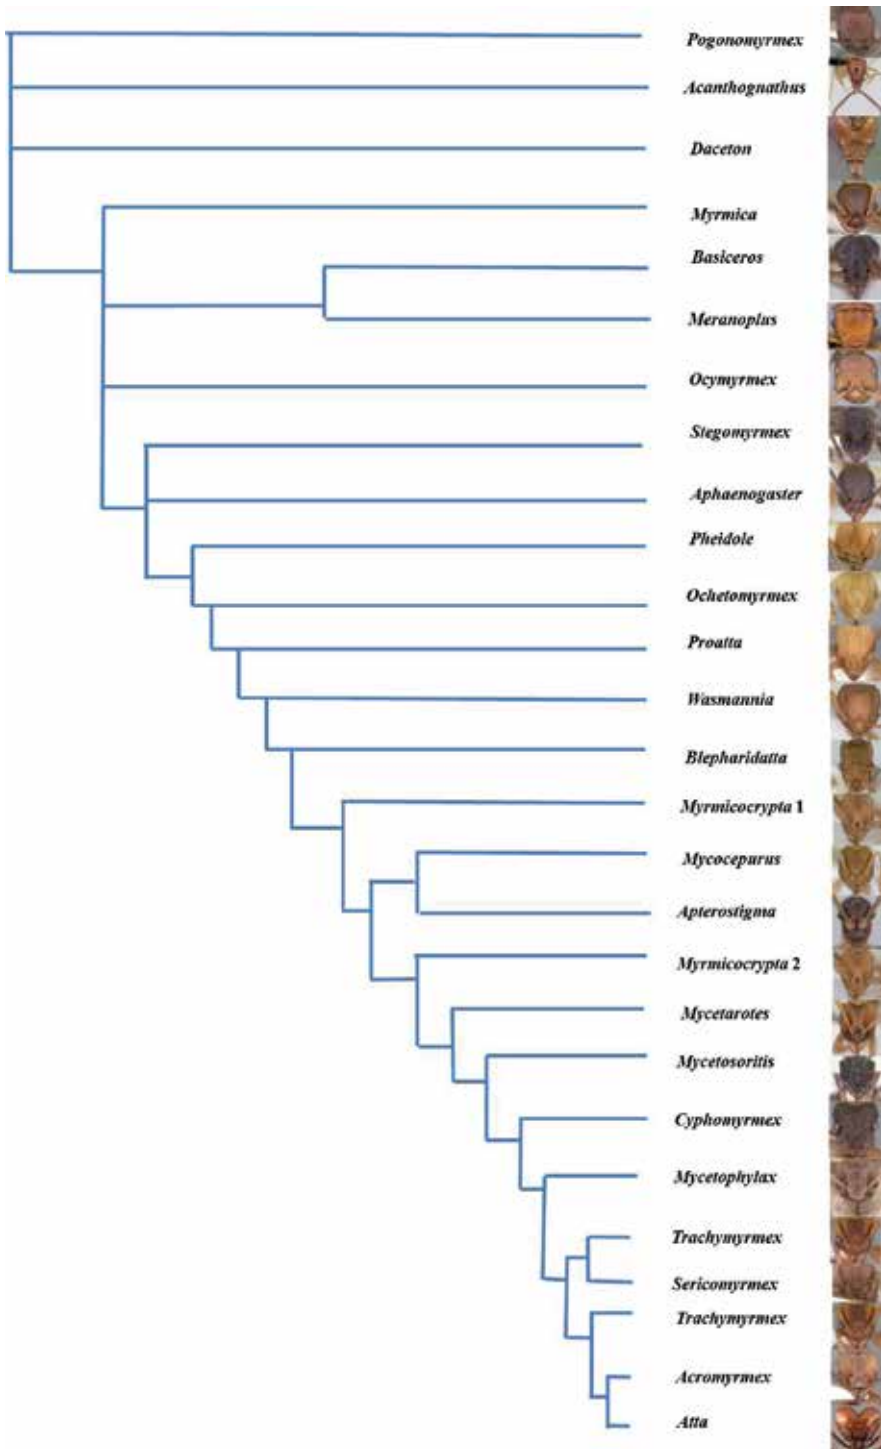 Pogonomyrmex
Acanthognathus
Daceton
Myrmica
Basiceros
Meranoplus
Ocymyrmex
Stegomyrmex
Aphaenogaster
Pheidole
Ochetomyrmex
Proatta
Wasmannia
Blepharidatta
Myrmicocrypta 1
Mycocepurus
Apterostigma
Myrmicocrypta 2
Mycetarotes
Mycetosoritis
Cyphomyrmex
Mycetophylax
Trachymyrmex
Sericomyrmex
Trachymyrmex
Acromyrmex
Atta